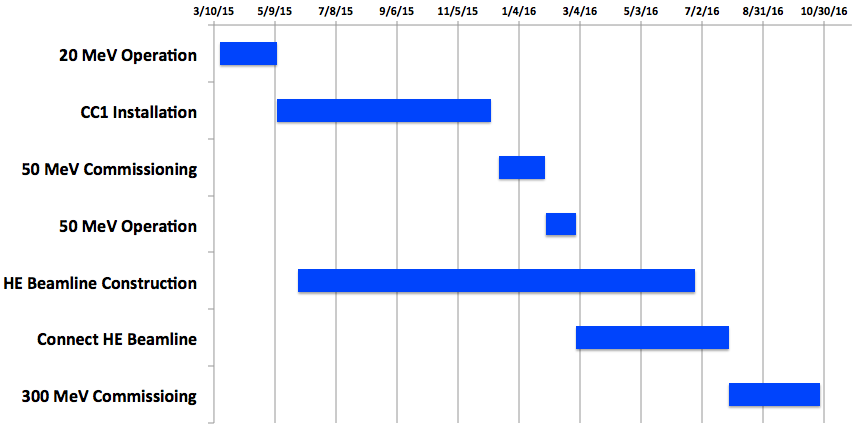 3/10/15 5/9/15 7/8/15 9/6/15 11/5/15 1/4/16 3/4/16 5/3/16 7/2/16 8/31/16 10/30/16
20 MeV Operation
CC1 Installation
50 MeV Commissioning
50 MeV Operation
HE Beamline Construction
Connect HE Beamline
300 MeV Commissioing